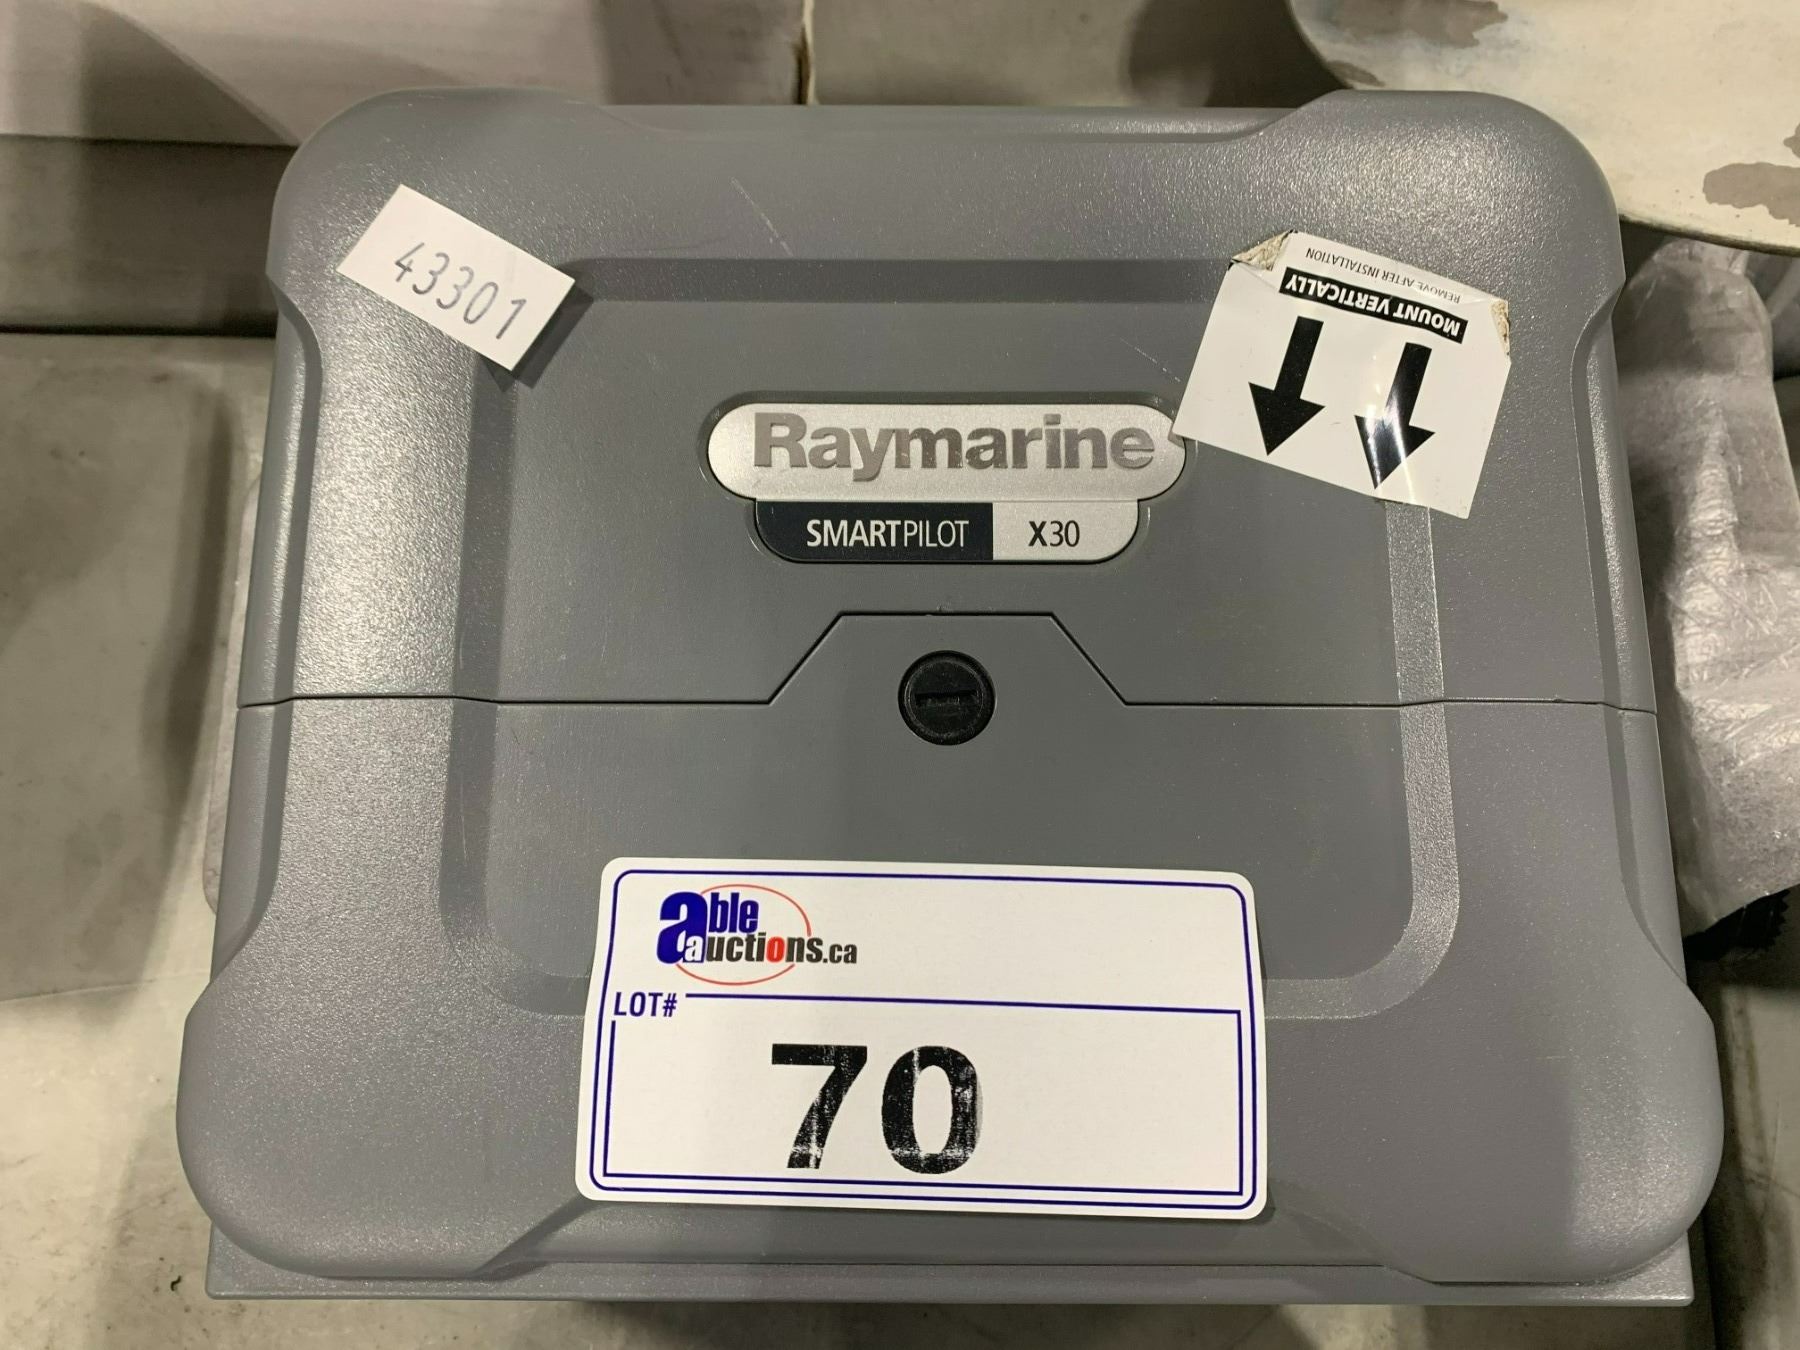 43301
REMOVE AFTER INSTALLATION
MOUNT VERTICALLY
Raymarine
SMARTPILOT X30
able
auctions.ca
LOT#
70